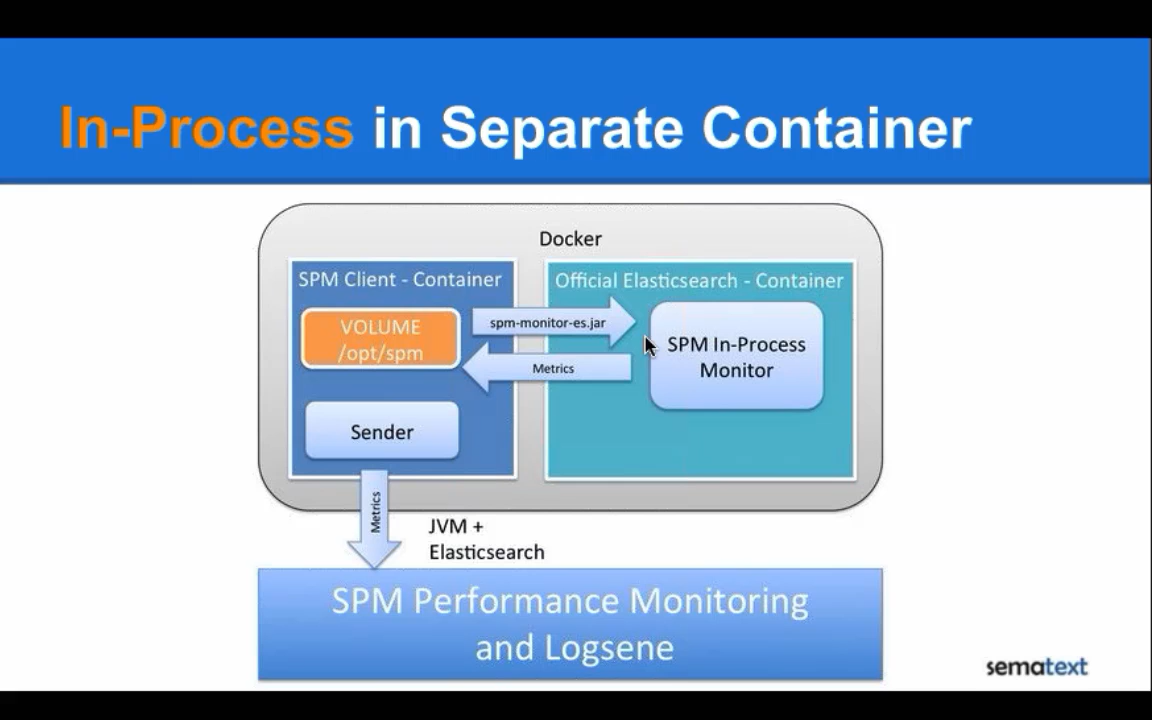 In-Process in Separate Container
Docker
SPM Client - Container
Official Elasticsearch - Container
VOLUME
/opt/spm
spm-monitor-es.jar
Metrics
SPM In-Process
Monitor
Sender
Metrics
JVM +
Elasticsearch
SPM Performance Monitoring
and Logsene
sematext